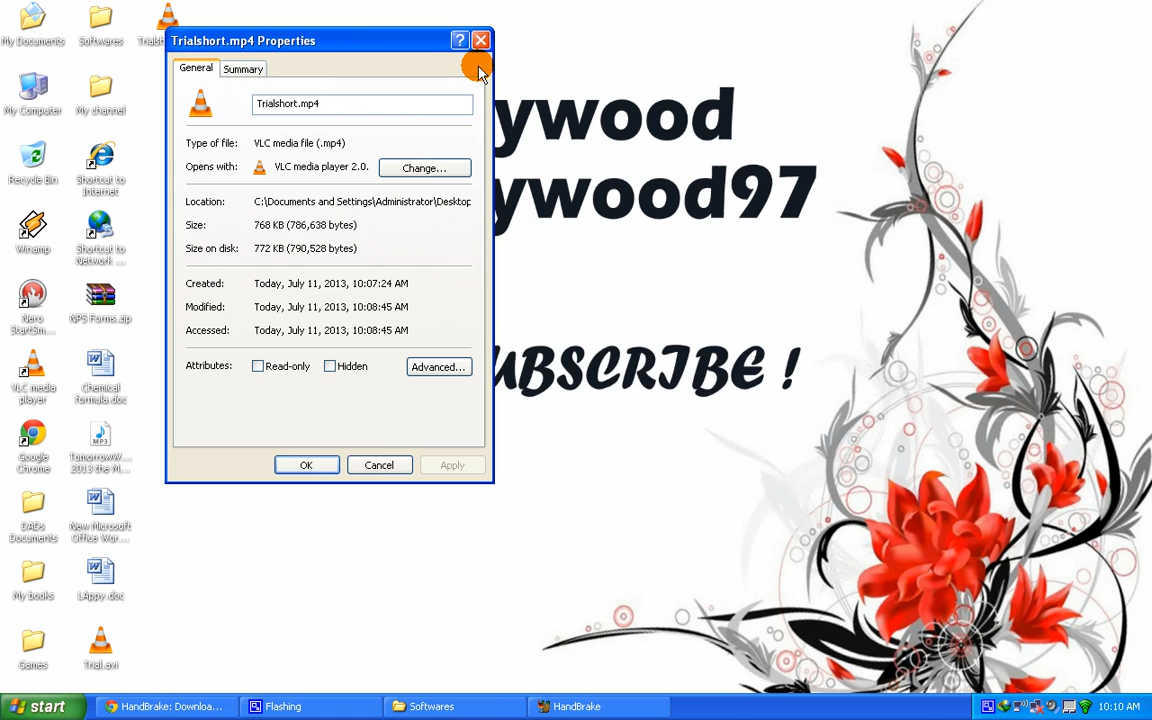 My Documents
Softwares
Trialsh
My Computer
My channel
Recycle Bin
Shortcut to
Internet
Winamp
Shortcut to
Network ...
Nero
StartSm...
NPS Forms.zip
VLC media
player
Chemical
formula.doc
Google
Chrome
TomorrowW...
2013 the M...
DADs
Documents
New Microsoft
Office Wor...
My books
LAppy.doc
Games
Trial.avi
Trialshort.mp4 Properties
?
General
Summary
Trialshort.mp4
Type of file: VLC media file (.mp4)
Opens with: VLC media player 2.0. Change...
Location: C:\Documents and Settings\Administrator\Desktop
Size: 768 KB (786,638 bytes)
Size on disk: 772 KB (790,528 bytes)
Created: Today, July 11, 2013, 10:07:24 AM
Modified: Today, July 11, 2013, 10:08:45 AM
Accessed: Today, July 11, 2013, 10:08:45 AM
Attributes: Read-only Hidden Advanced...
OK Cancel Apply
ywood
ywood97
UBSCRIBE !
start
HandBrake: Downloa...
Flashing
Softwares
HandBrake
10:10 AM